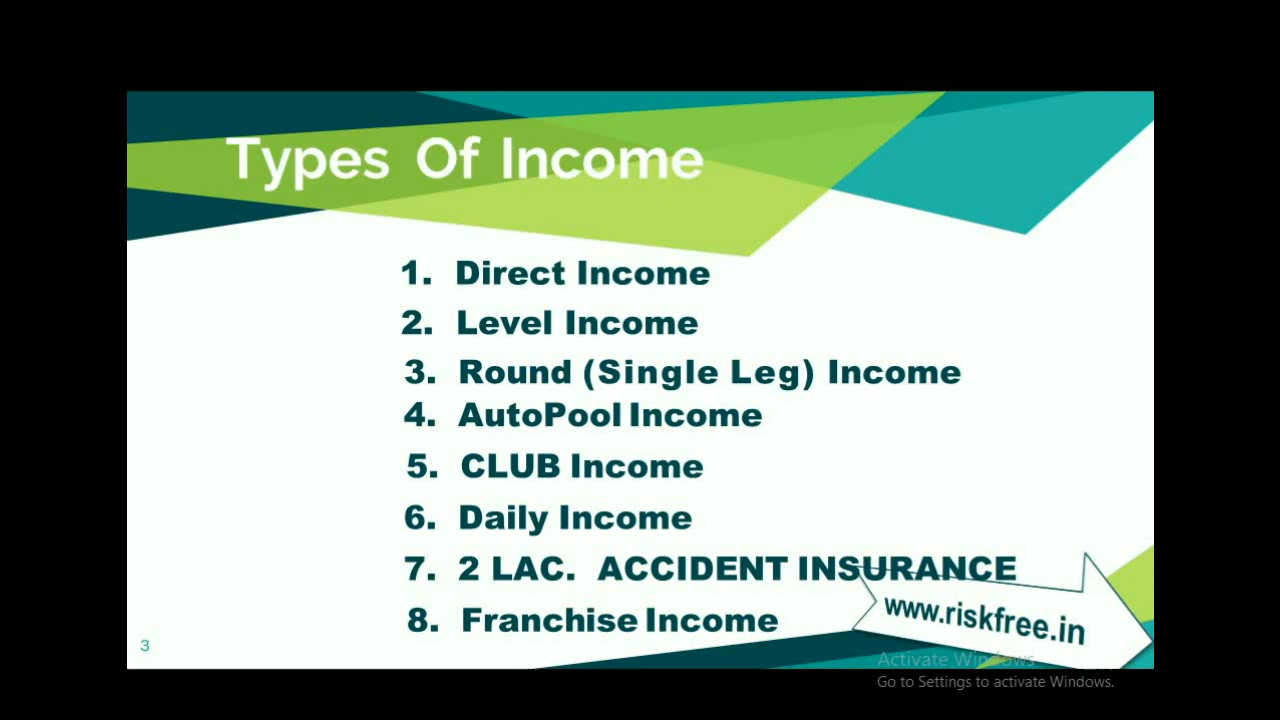 Types Of Income
1. Direct Income
2. Level Income
3. Round (Single Leg) Income
4. AutoPool Income
5. CLUB Income
6. Daily Income
7. 2 LAC. ACCIDENT INSURANCE
8. Franchise Income
www.riskfree.in
3
Activate Windows
Go to Settings to activate Windows.